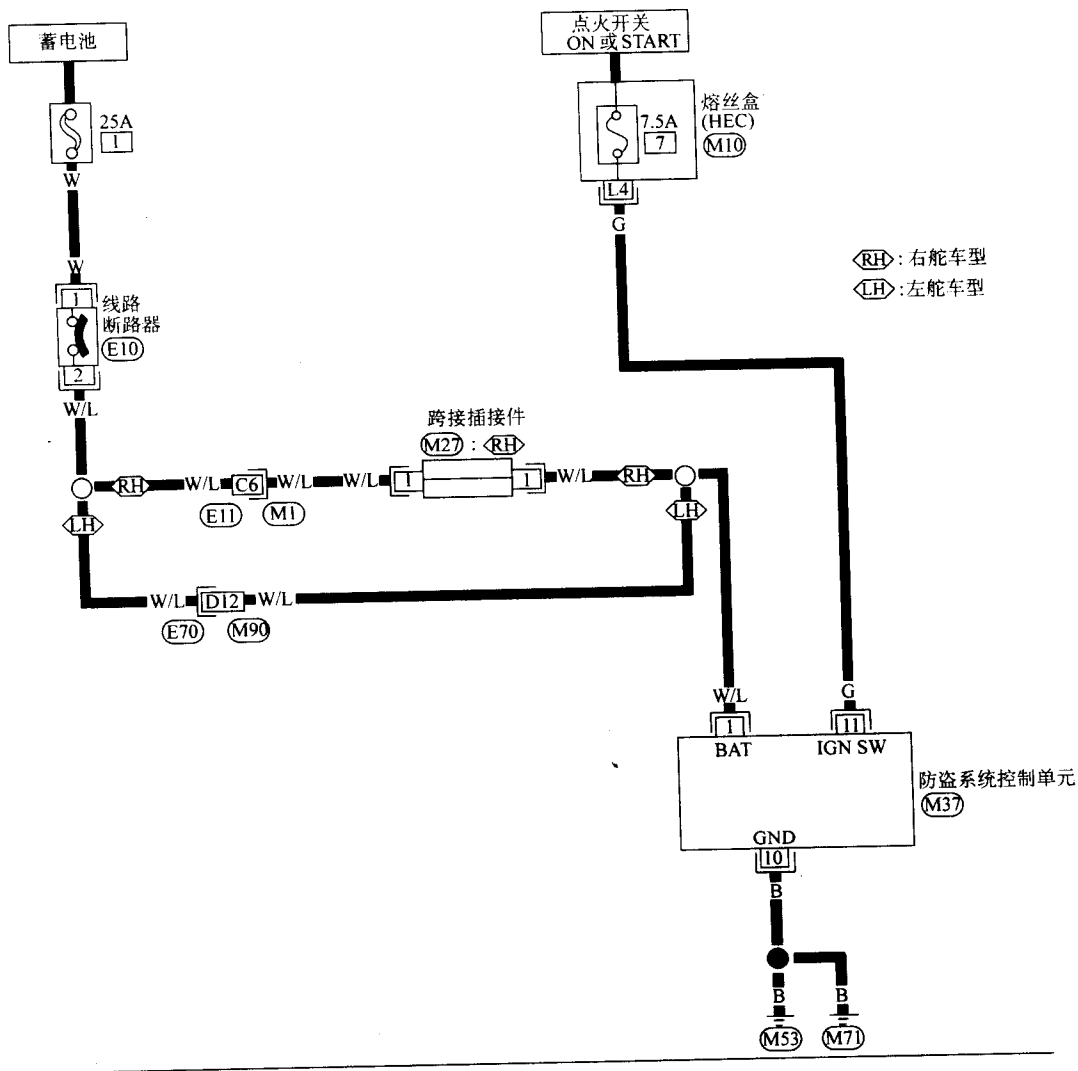 蓄电池
点火开关
ON 或 START
25A
1
7.5A
7
熔丝盒
(HEC)
M10
L4
W
G
W
RH : 右舵车型
LH : 左舵车型
1
线路
断路器
E10
2
W/L
跨接插接件
M27 : RH
RH W/L C6 W/L W/L 1 1 W/L RH
E11 M1
LH
LH
W/L D12 W/L
E70 M90
W/L
G
1
11
BAT
IGN SW
防盗系统控制单元
M37
GND
10
B
B
B
M53
M71